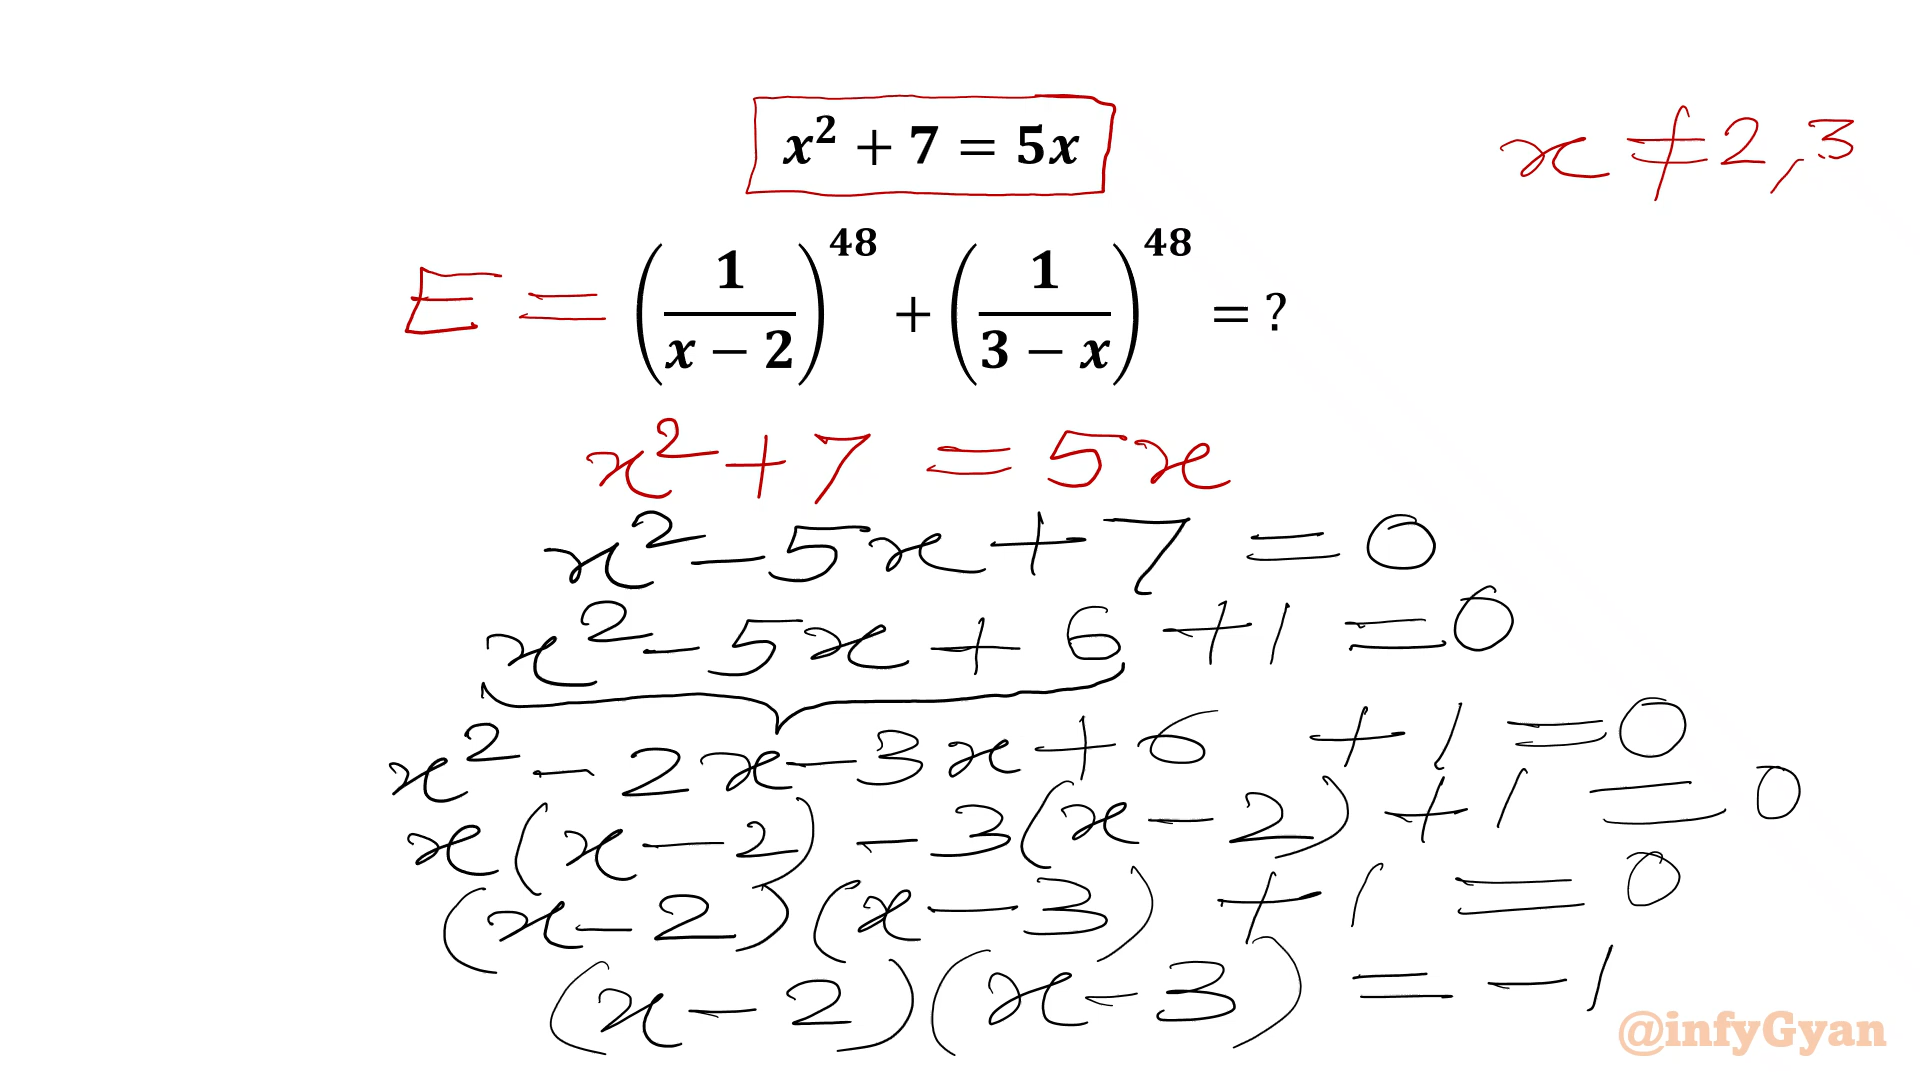 x² + 7 = 5x
x ≠ 2, 3
E = (1/(x − 2))^48 + (1/(3 − x))^48 = ?
x² + 7 = 5x
x² − 5x + 7 = 0
x² − 5x + 6 + 1 = 0
x² − 2x − 3x + 6 + 1 = 0
x(x − 2) − 3(x − 2) + 1 = 0
(x − 2)(x − 3) + 1 = 0
(x − 2)(x − 3) = −1
@infyGyan